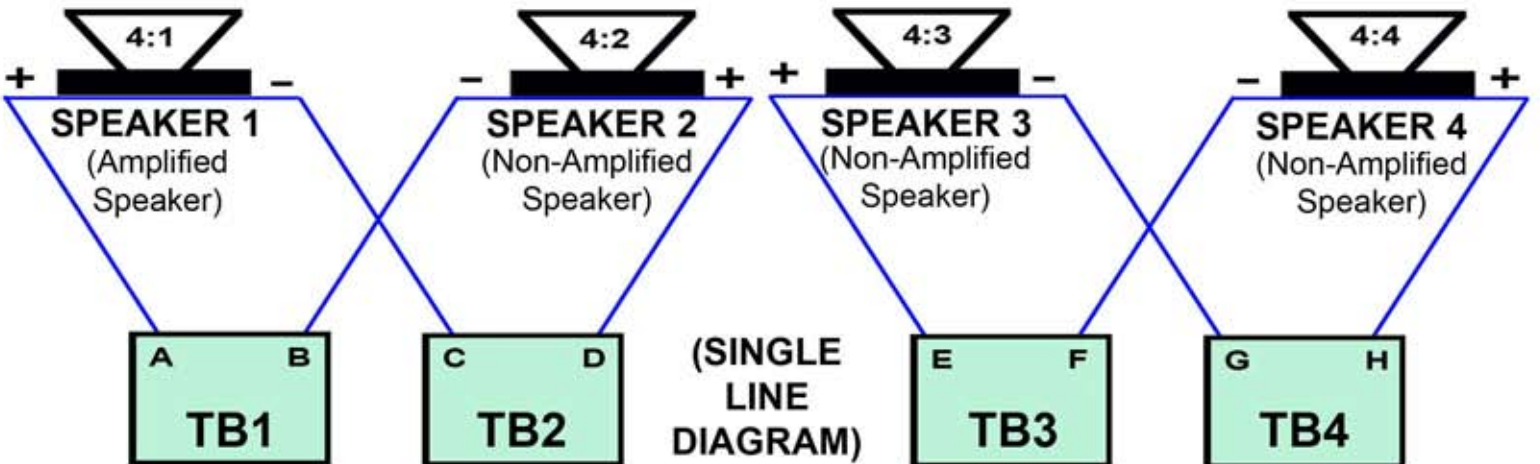 4:1
4:2
4:3
4:4
+ –
– +
+ –
– +
SPEAKER 1
(Amplified
Speaker)
SPEAKER 2
(Non-Amplified
Speaker)
SPEAKER 3
(Non-Amplified
Speaker)
SPEAKER 4
(Non-Amplified
Speaker)
A B
TB1
C D
TB2
(SINGLE
LINE
DIAGRAM)
E F
TB3
G H
TB4